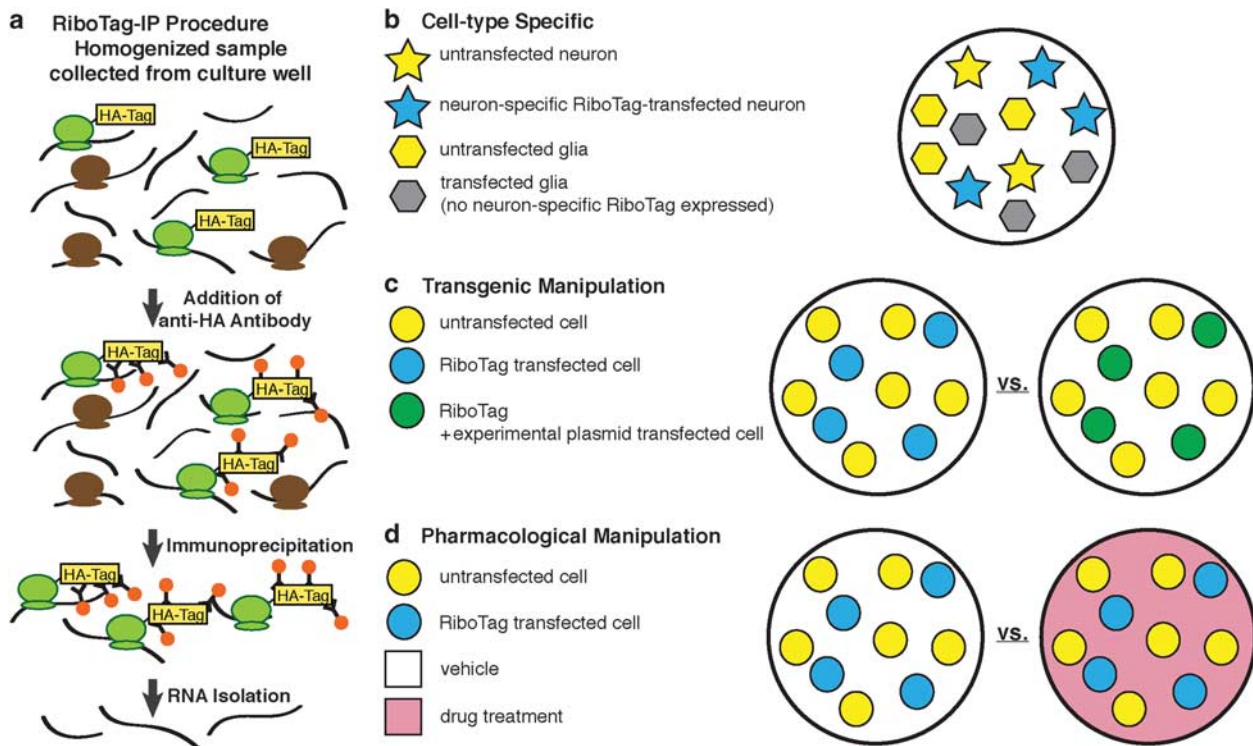 a RiboTag-IP Procedure
Homogenized sample
collected from culture well
HA-Tag
HA-Tag
HA-Tag
Addition of
anti-HA Antibody
HA-Tag
HA-Tag
HA-Tag
Immunoprecipitation
HA-Tag
HA-Tag
HA-Tag
RNA Isolation
b Cell-type Specific
untransfected neuron
neuron-specific RiboTag-transfected neuron
untransfected glia
transfected glia
(no neuron-specific RiboTag expressed)
c Transgenic Manipulation
untransfected cell
RiboTag transfected cell
RiboTag
+experimental plasmid transfected cell
vs.
d Pharmacological Manipulation
untransfected cell
RiboTag transfected cell
vehicle
drug treatment
vs.